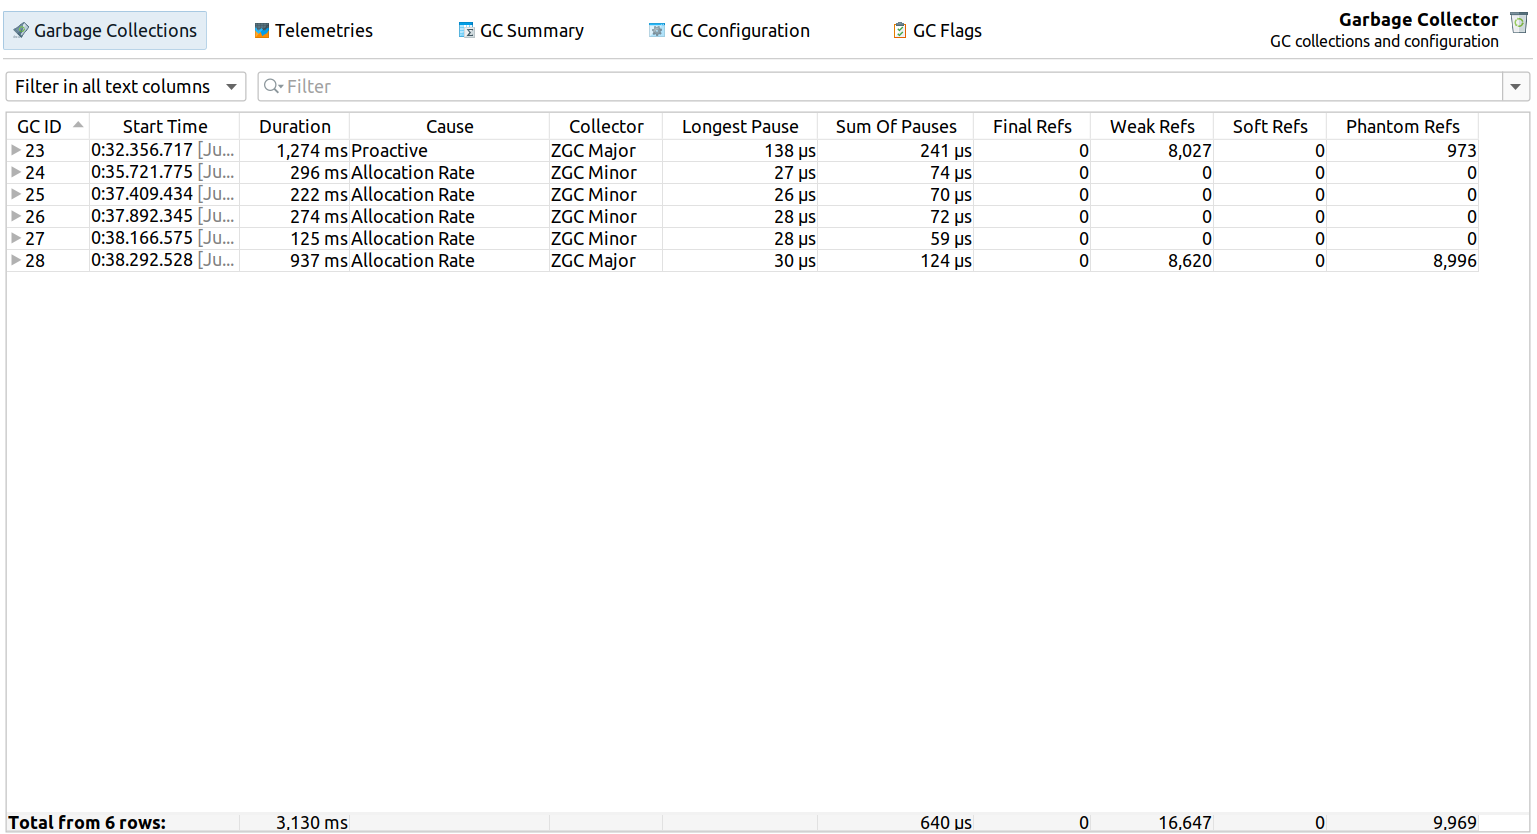 Garbage Collections Telemetries GC Summary GC Configuration GC Flags
Garbage Collector
GC collections and configuration
Filter in all text columns Filter
GC ID Start Time Duration Cause Collector Longest Pause Sum Of Pauses Final Refs Weak Refs Soft Refs Phantom Refs
23 0:32.356.717 [Ju... 1,274 ms Proactive ZGC Major 138 µs 241 µs 0 8,027 0 973
24 0:35.721.775 [Ju... 296 ms Allocation Rate ZGC Minor 27 µs 74 µs 0 0 0 0
25 0:37.409.434 [Ju... 222 ms Allocation Rate ZGC Minor 26 µs 70 µs 0 0 0 0
26 0:37.892.345 [Ju... 274 ms Allocation Rate ZGC Minor 28 µs 72 µs 0 0 0 0
27 0:38.166.575 [Ju... 125 ms Allocation Rate ZGC Minor 28 µs 59 µs 0 0 0 0
28 0:38.292.528 [Ju... 937 ms Allocation Rate ZGC Major 30 µs 124 µs 0 8,620 0 8,996
Total from 6 rows: 3,130 ms 640 µs 0 16,647 0 9,969